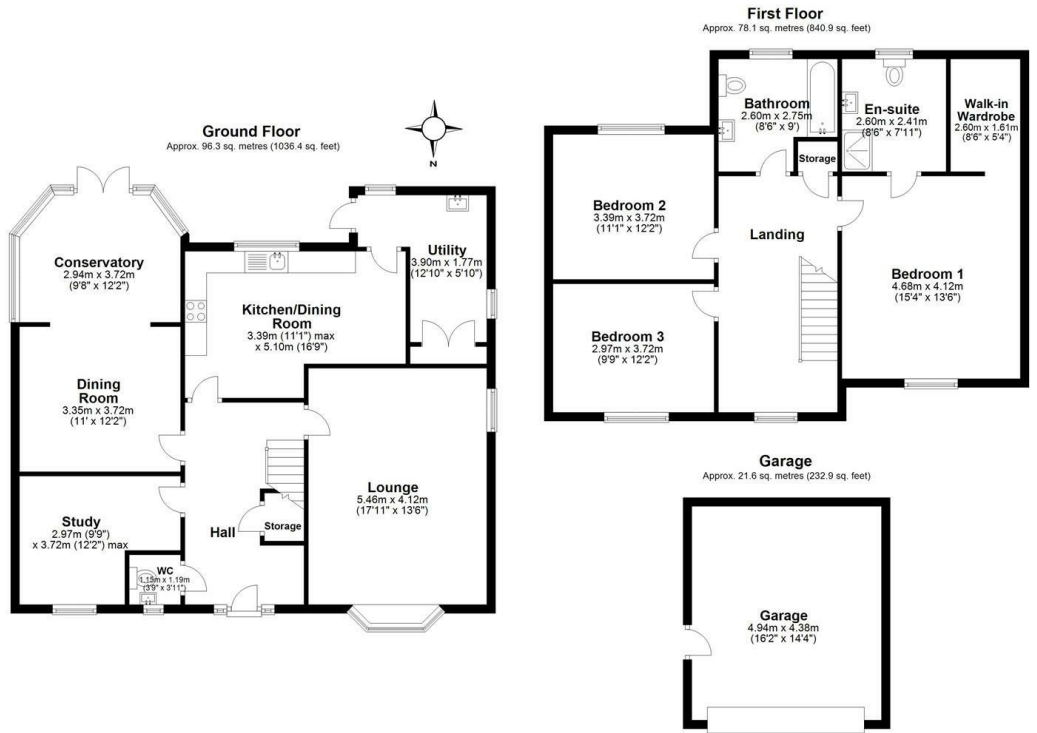 First Floor
Approx. 78.1 sq. metres (840.9 sq. feet)
Bathroom
2.60m x 2.75m
(8'6" x 9')
En-suite
2.60m x 2.41m
(8'6" x 7'11")
Walk-in
Wardrobe
2.60m x 1.61m
(8'6" x 5'4")
Storage
Bedroom 2
3.39m x 3.72m
(11'1" x 12'2")
Landing
Bedroom 1
4.68m x 4.12m
(15'4" x 13'6")
Bedroom 3
2.97m x 3.72m
(9'9" x 12'2")
Ground Floor
Approx. 96.3 sq. metres (1036.4 sq. feet)
N
Conservatory
2.94m x 3.72m
(9'8" x 12'2")
Utility
3.90m x 1.77m
(12'10" x 5'10")
Kitchen/Dining
Room
3.39m (11'1") max
x 5.10m (16'9")
Dining
Room
3.35m x 3.72m
(11' x 12'2")
Lounge
5.46m x 4.12m
(17'11" x 13'6")
Study
2.97m (9'9")
x 3.72m (12'2") max
Hall
Storage
WC
1.15m x 1.19m
(3'9" x 3'11")
Garage
Approx. 21.6 sq. metres (232.9 sq. feet)
Garage
4.94m x 4.38m
(16'2" x 14'4")